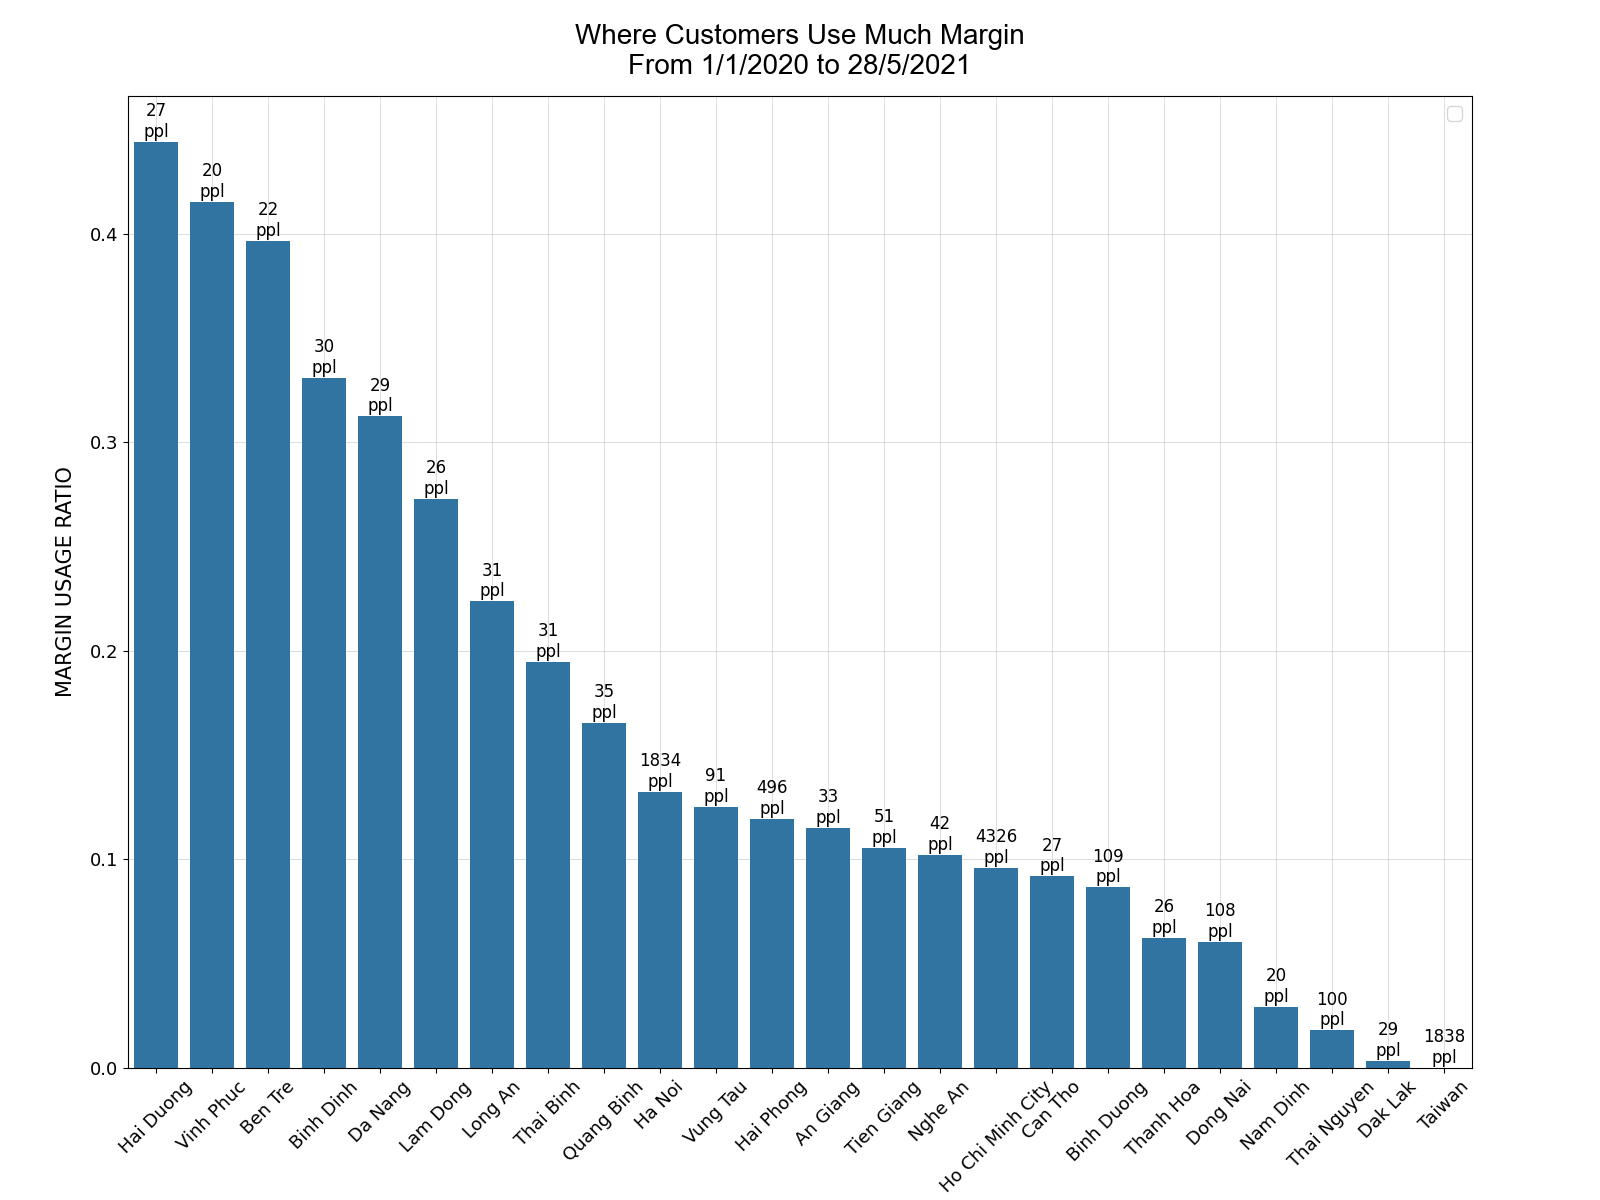 Where Customers Use Much Margin
From 1/1/2020 to 28/5/2021
MARGIN USAGE RATIO
0.4
0.3
0.2
0.1
0.0
27
ppl
20
ppl
22
ppl
30
ppl
29
ppl
26
ppl
31
ppl
31
ppl
35
ppl
1834
ppl
91
ppl
496
ppl
33
ppl
51
ppl
42
ppl
4326
ppl
27
ppl
109
ppl
26
ppl
108
ppl
20
ppl
100
ppl
29
ppl
1838
ppl
Hai Duong
Vinh Phuc
Ben Tre
Binh Dinh
Da Nang
Lam Dong
Long An
Thai Binh
Quang Binh
Ha Noi
Vung Tau
Hai Phong
An Giang
Tien Giang
Nghe An
Ho Chi Minh City
Can Tho
Binh Duong
Thanh Hoa
Dong Nai
Nam Dinh
Thai Nguyen
Dak Lak
Taiwan